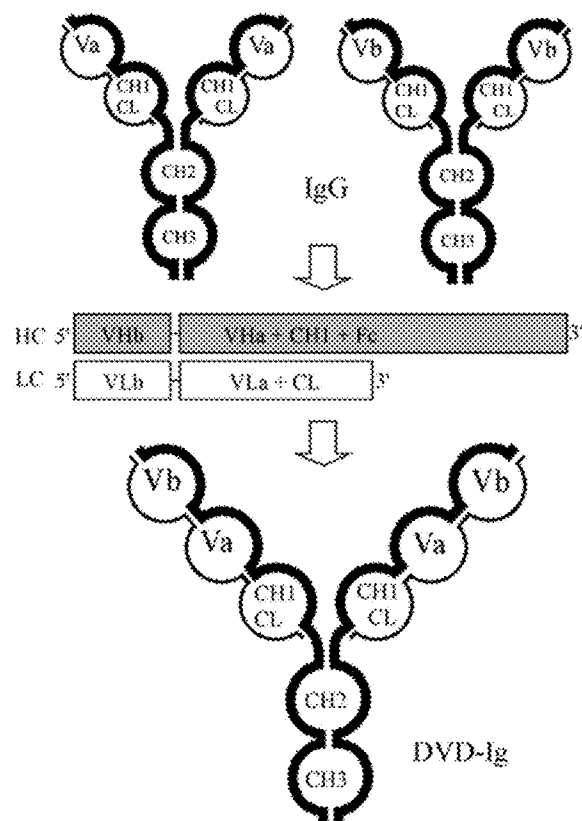 Va Va Vb Vb
CH1 CH1 CH1 CH1
CL CL CL CL
CH2 CH2
IgG
CH3 CH3
HC 5' VHb VHa + CH1 + Fc 3'
LC 5' VLb VLa + CL 3'
Vb Vb
Va Va
CH1 CH1
CL CL
CH2
DVD-Ig
CH3